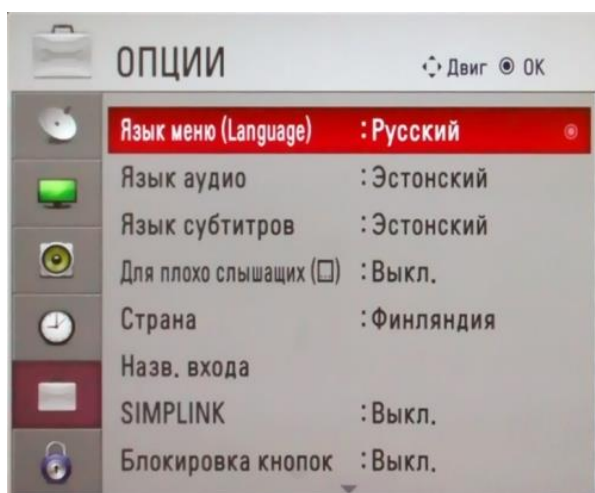 ОПЦИИ
Двиг ОК
Язык меню (Language) : Русский
Язык аудио : Эстонский
Язык субтитров : Эстонский
Для плохо слышащих ( ) : Выкл.
Страна : Финляндия
Назв. входа
SIMPLINK : Выкл.
Блокировка кнопок : Выкл.